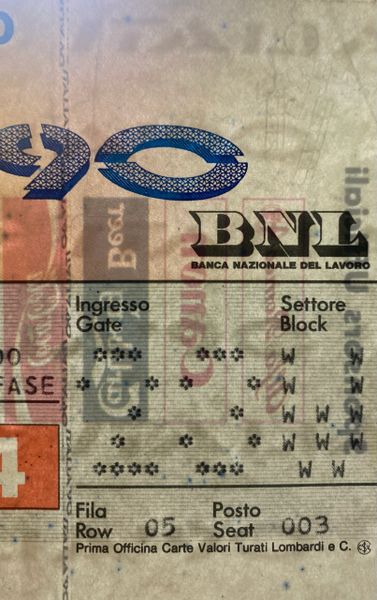 90
BNL
BANCA NAZIONALE DEL LAVORO
Ingresso Settore
Gate Block
23 W
FASE
4
Fila Posto
Row 05 Seat 003
Prima Officina Carte Valori Turati Lombardi e C.